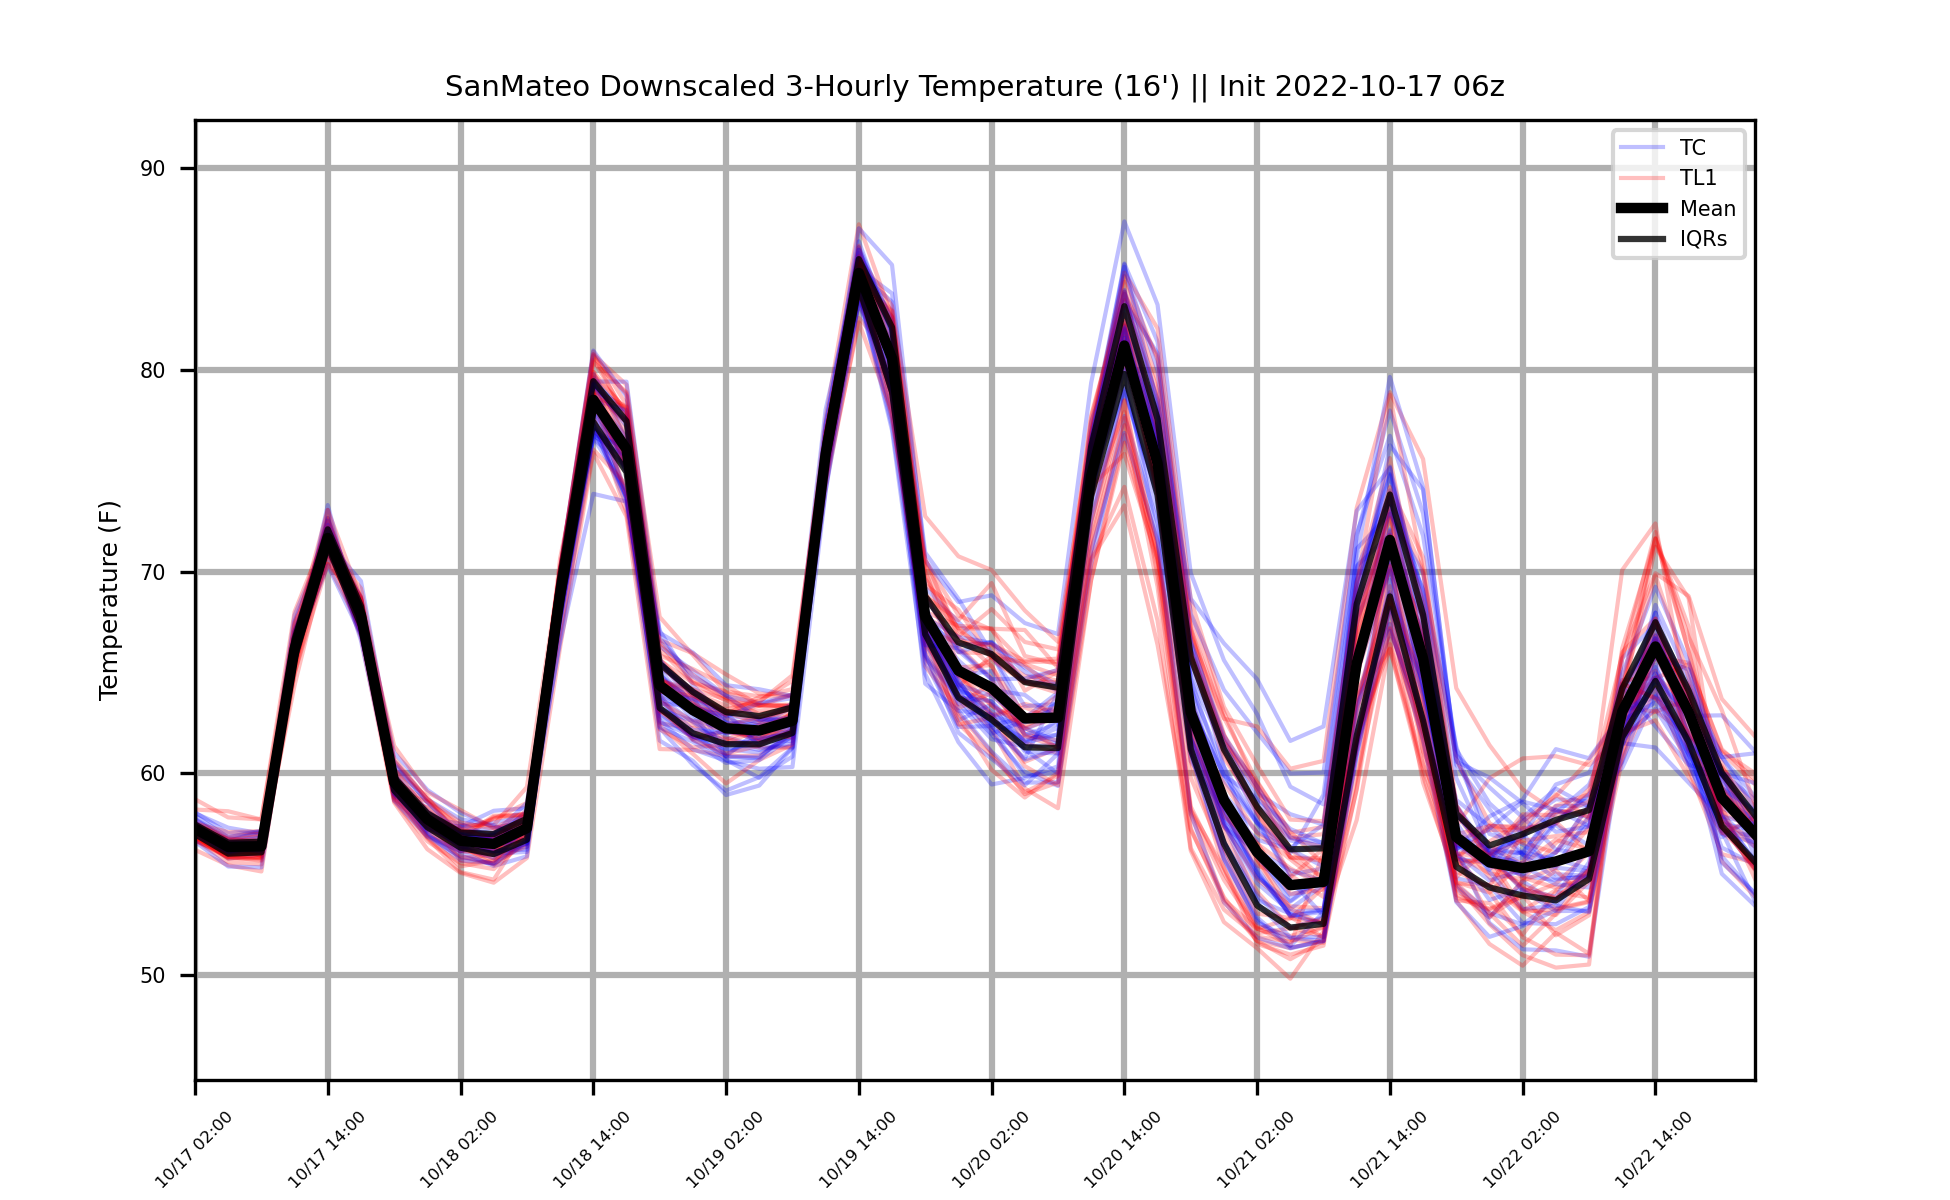 SanMateo Downscaled 3-Hourly Temperature (16') || Init 2022-10-17 06z
TC
TL1
Mean
IQRs
Temperature (F)
90
80
70
60
50
10/17 02:00
10/17 14:00
10/18 02:00
10/18 14:00
10/19 02:00
10/19 14:00
10/20 02:00
10/20 14:00
10/21 02:00
10/21 14:00
10/22 02:00
10/22 14:00